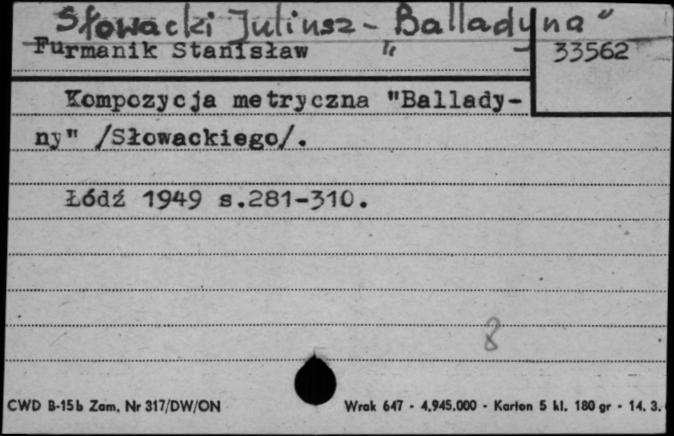 Słowacki Juliusz - "Balladyna"
Furmanik Stanisław
33562
Kompozycja metryczna "Ballady-
ny" /Słowackiego/.
Łódź 1949 s.281-310.
8
CWD B-15b Zam. Nr 317/DW/ON
Wrak 647 - 4.945.000 - Karton 5 kl. 180 gr - 14. 3.